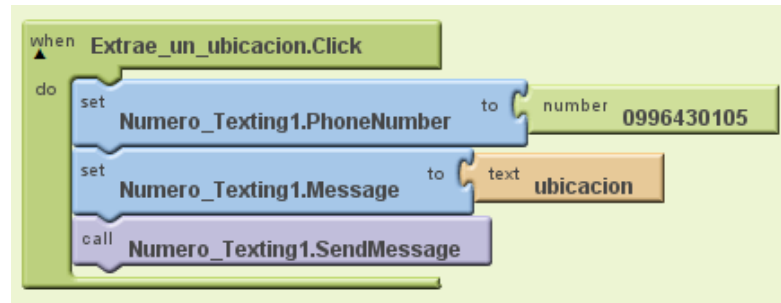 when Extrae_un_ubicacion.Click
do
set Numero_Texting1.PhoneNumber to number 0996430105
set Numero_Texting1.Message to text ubicacion
call Numero_Texting1.SendMessage